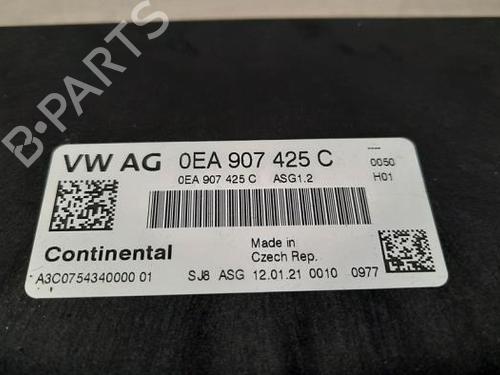 VW AG 0EA 907 425 C
0050
0EA 907 425 C ASG1.2
H01
Continental
Made in
Czech Rep.
A3C0754340000 01
SJ8 ASG 12.01.21 0010 0977
B-PARTS